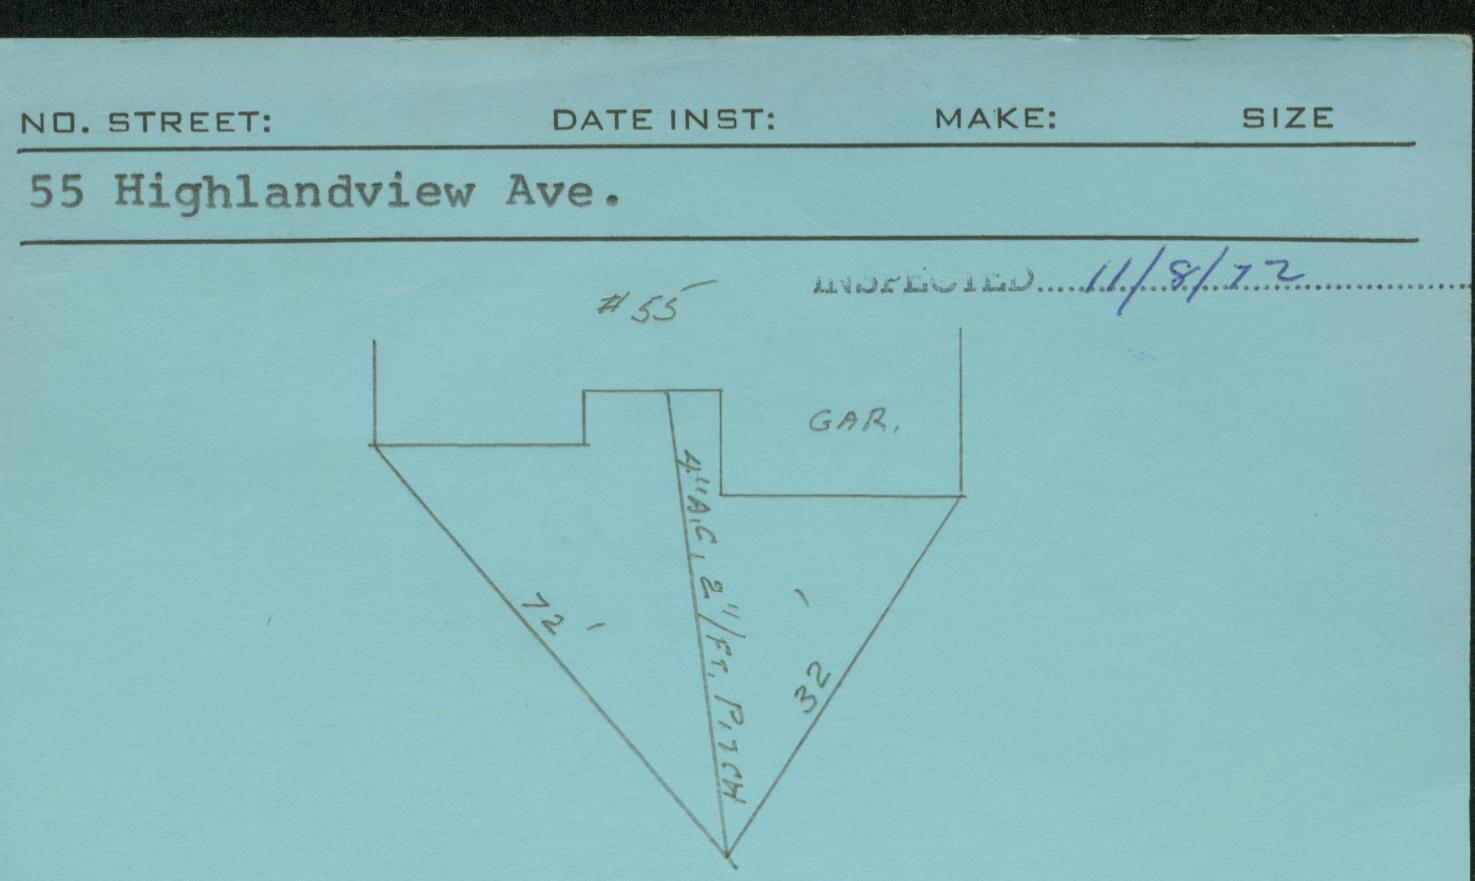 NO. STREET: DATE INST: MAKE: SIZE
55 Highlandview Ave.
INSPECTED 11/8/72
#55
GAR.
4" A.C. 2"/FT. PITCH
72'
32'